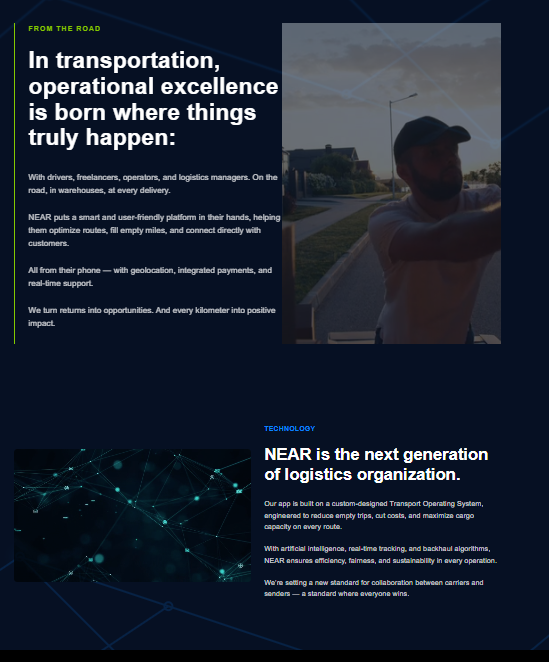 FROM THE ROAD
In transportation,
operational excellence
is born where things
truly happen:
With drivers, freelancers, operators, and logistics managers. On the
road, in warehouses, at every delivery.
NEAR puts a smart and user-friendly platform in their hands, helping
them optimize routes, fill empty miles, and connect directly with
customers.
All from their phone — with geolocation, integrated payments, and
real-time support.
We turn returns into opportunities. And every kilometer into positive
impact.
TECHNOLOGY
NEAR is the next generation
of logistics organization.
Our app is built on a custom-designed Transport Operating System,
engineered to reduce empty trips, cut costs, and maximize cargo
capacity on every route.
With artificial intelligence, real-time tracking, and backhaul algorithms,
NEAR ensures efficiency, fairness, and sustainability in every operation.
We're setting a new standard for collaboration between carriers and
senders — a standard where everyone wins.